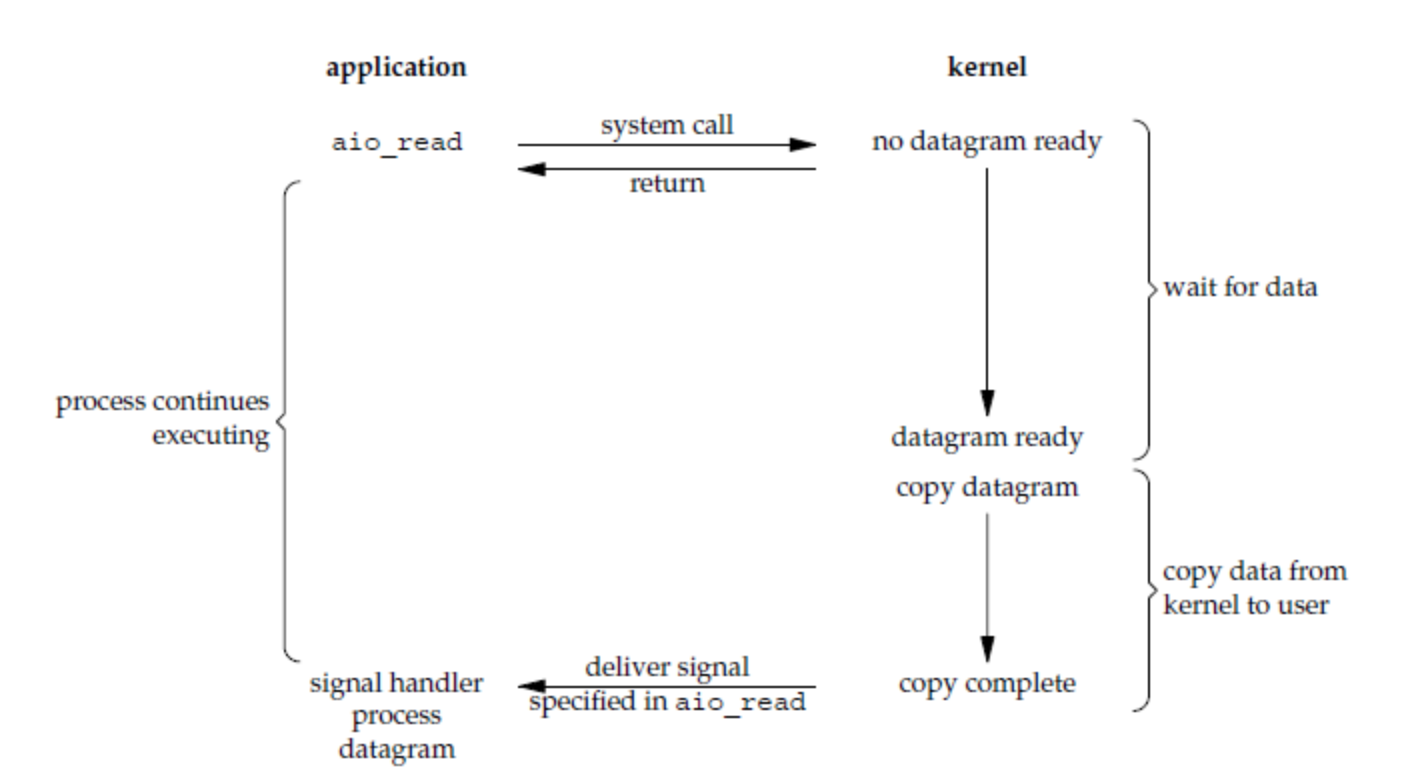 application
kernel
aio_read
system call
no datagram ready
return
wait for data
process continues
executing
datagram ready
copy datagram
copy data from
kernel to user
deliver signal
signal handler
copy complete
specified in aio_read
process
datagram